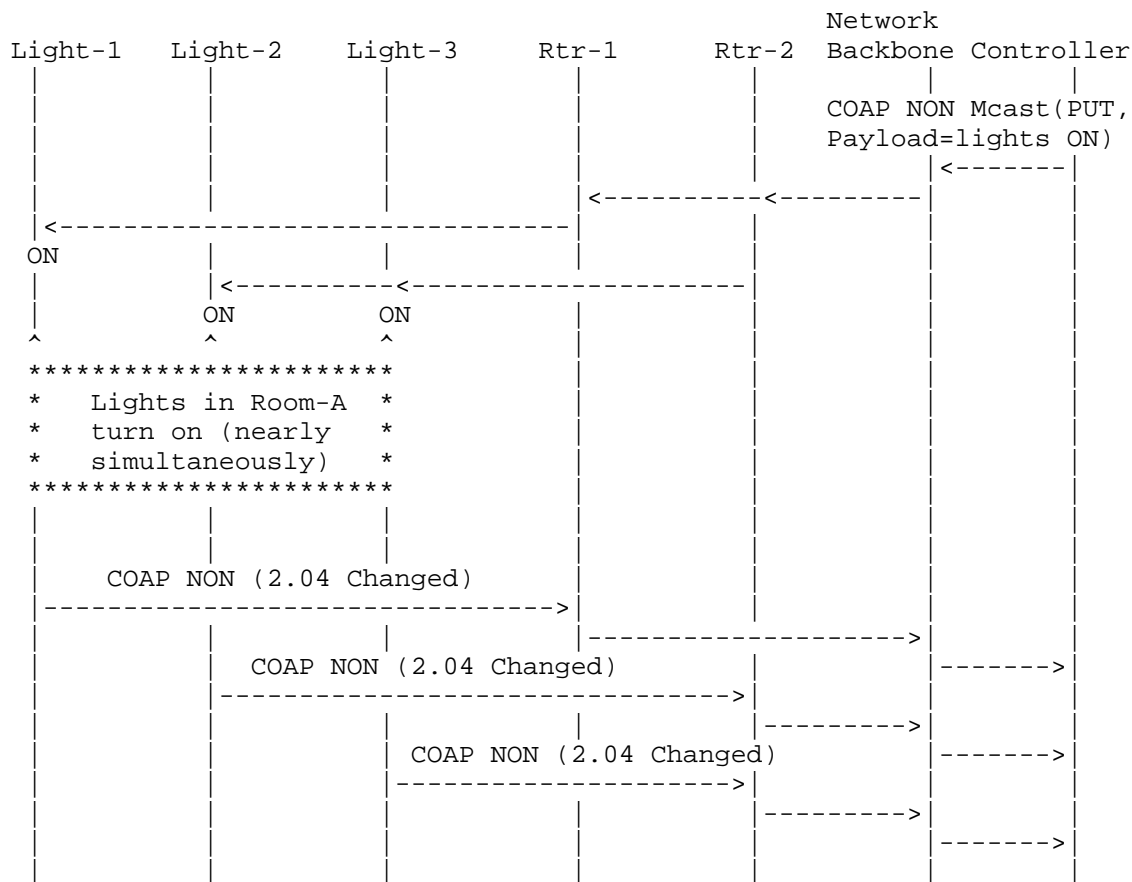 Network
Light-1 Light-2 Light-3 Rtr-1 Rtr-2 Backbone Controller
COAP NON Mcast(PUT,
Payload=lights ON)
ON
ON ON
Lights in Room-A
turn on (nearly
simultaneously)
COAP NON (2.04 Changed)
COAP NON (2.04 Changed)
COAP NON (2.04 Changed)